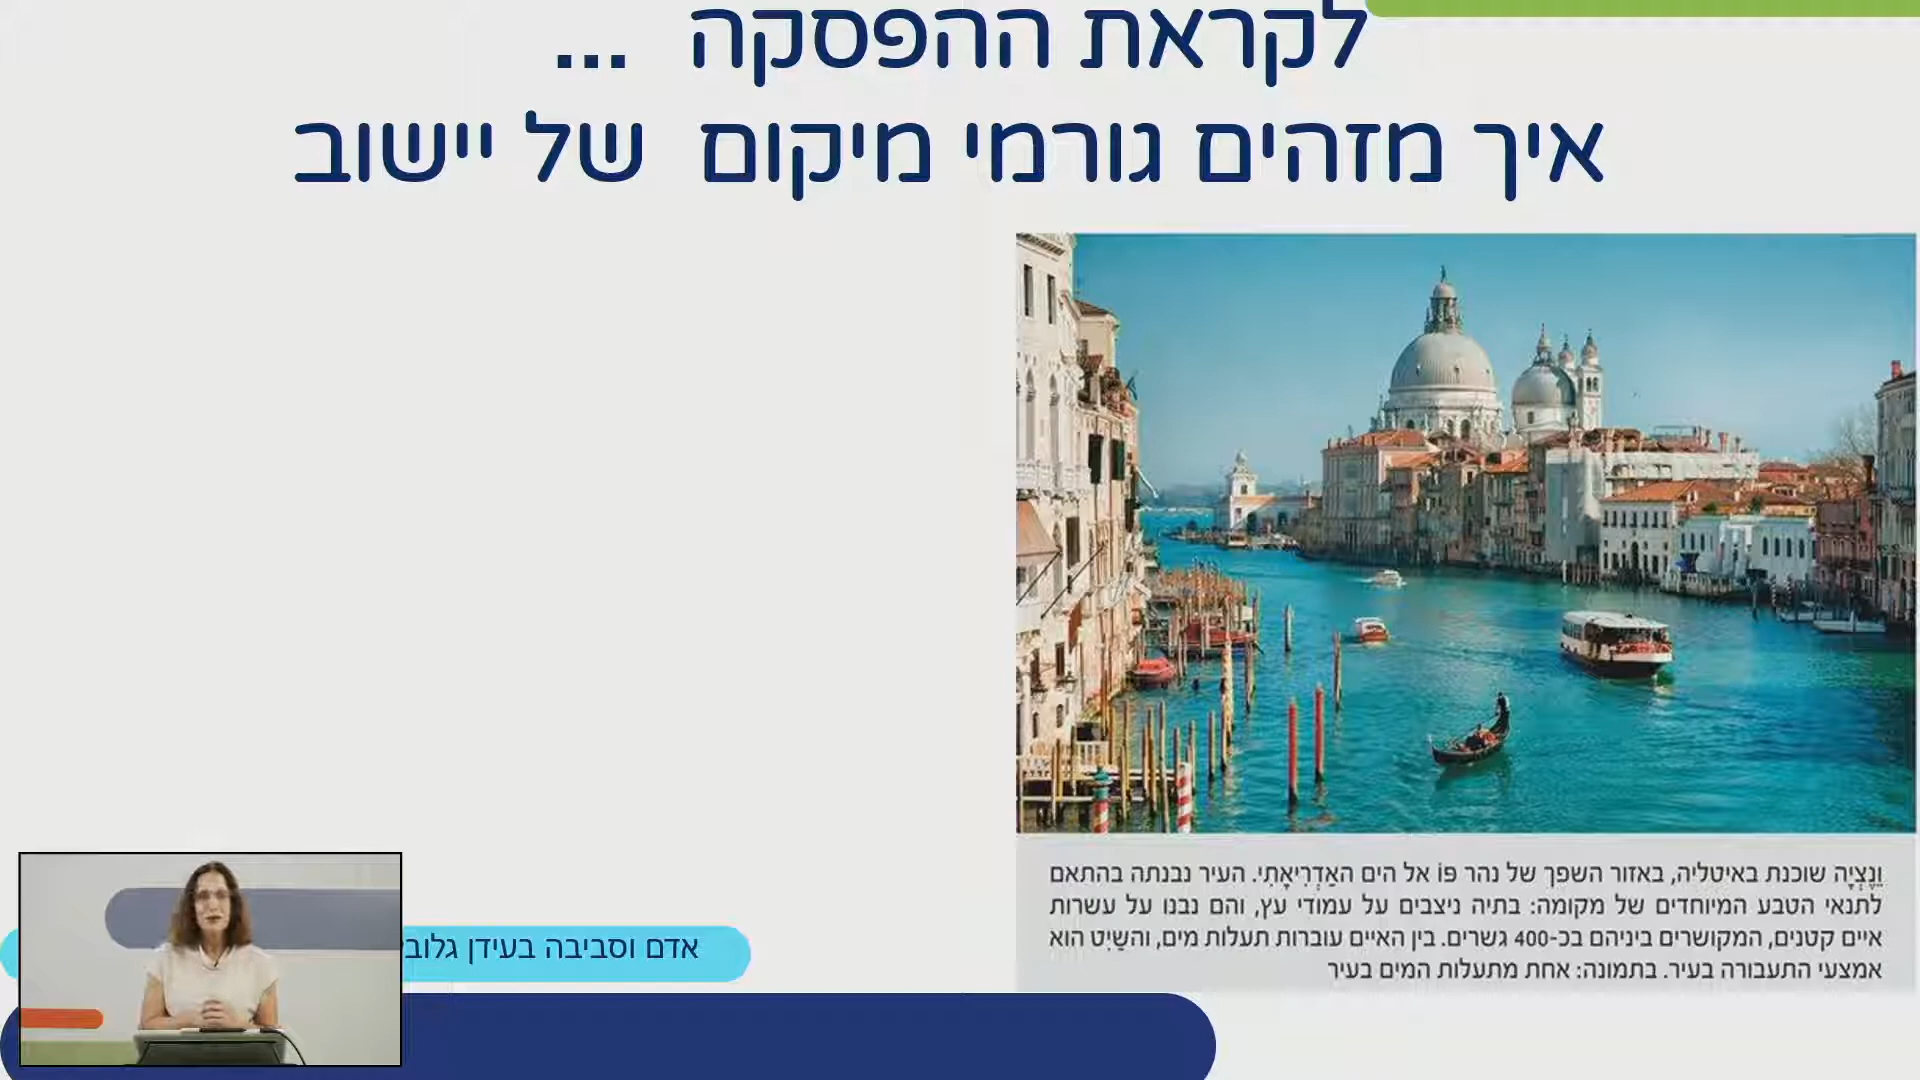 לקראת ההפסקה ...
איך מזהים גורמי מיקום של יישוב
וֵנֶצְיָה שוכנת באיטליה, באזור השפך של נהר פו אל הים האַדְרִיאָתִי. העיר נבנתה בהתאם
לתנאי הטבע המיוחדים של מקומה: בתיה ניצבים על עמודי עץ, והם נבנו על עשרות
איים קטנים, המקושרים ביניהם בכ-400 גשרים. בין האיים עוברות תעלות מים, והשַׁיִט הוא
אמצעי התעבורה בעיר. בתמונה: אחת מתעלות המים בעיר
אדם וסביבה בעידן